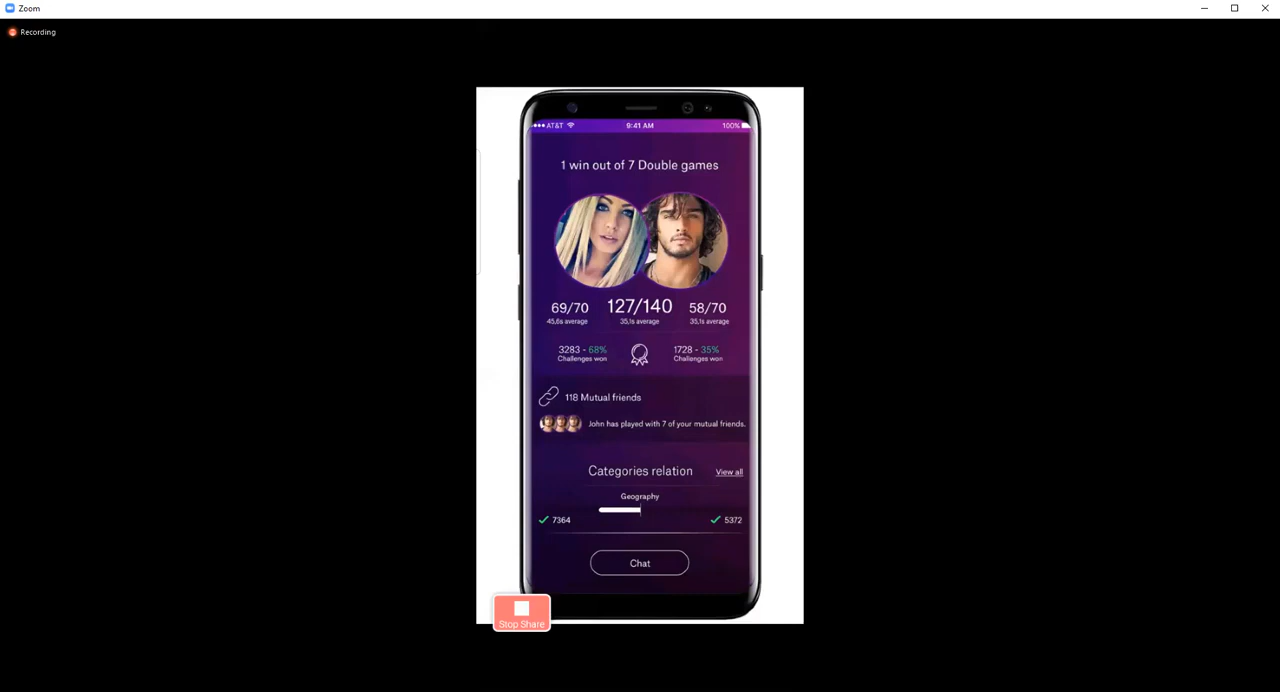 Zoom
Recording
AT&T 9:41 AM 100%
1 win out of 7 Double games
69/70 127/140 58/70
45,6s average 35,1s average 35,1s average
3283 - 68% 1728 - 35%
Challenges won Challenges won
118 Mutual friends
John has played with 7 of your mutual friends.
Categories relation View all
Geography
7364 5372
Chat
Stop Share